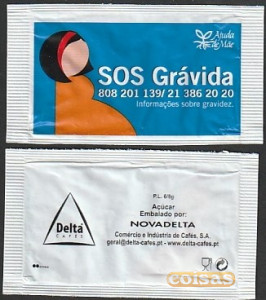 Ajuda
de Mãe
SOS Grávida
808 201 139/ 21 386 20 20
Informações sobre gravidez.
Delta
CAFÉS
P.L. 6/8g
Açúcar
Embalado por:
NOVADELTA
Comércio e Indústria de Cafés, S.A.
geral@delta-cafes.pt - www.delta-cafes.pt
coisas